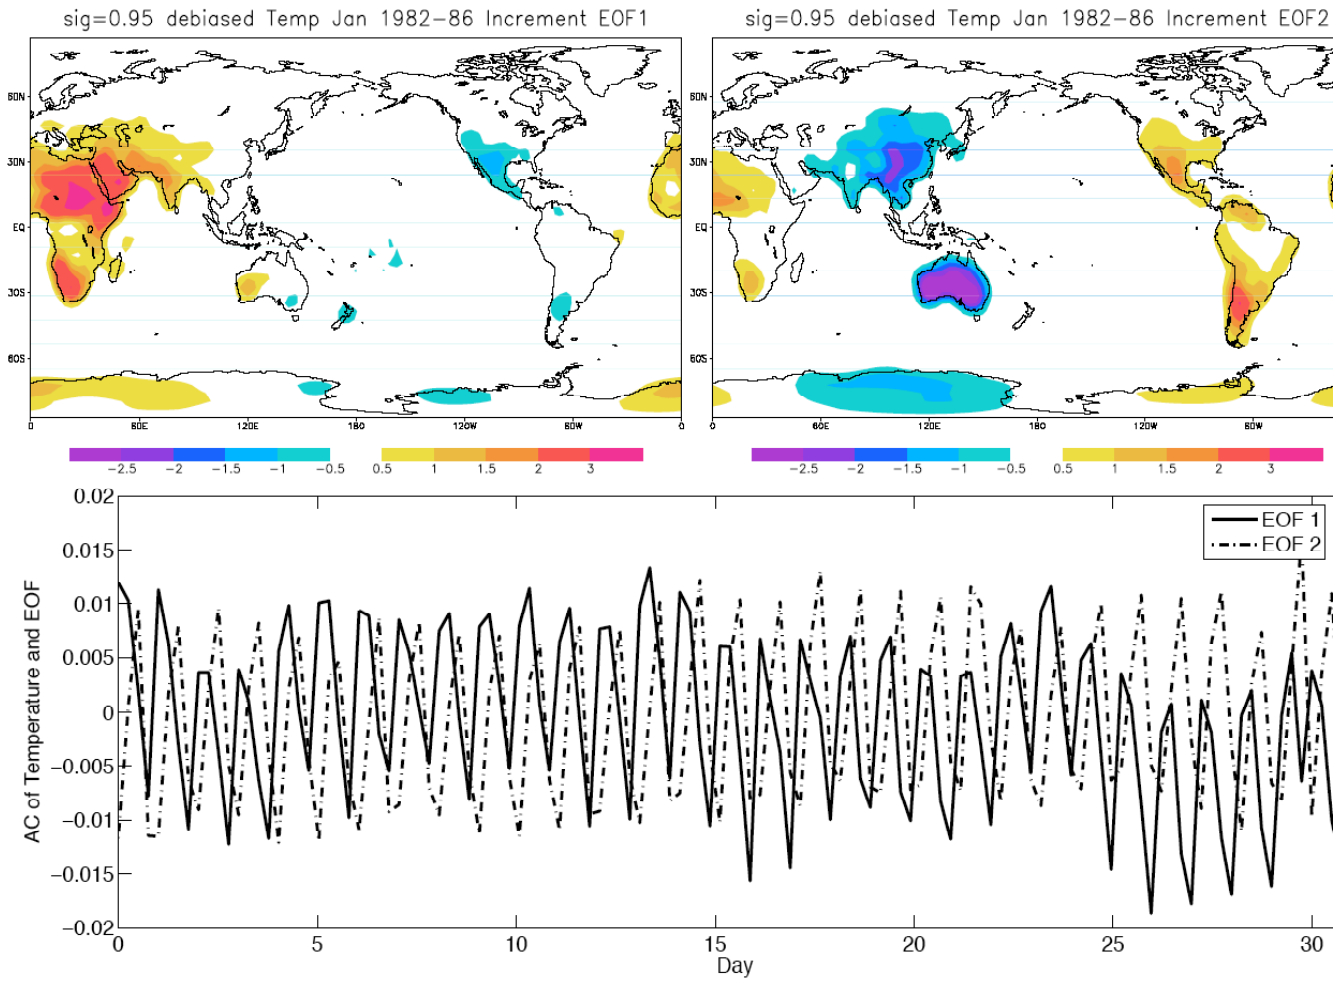 sig=0.95 debiased Temp Jan 1982-86 Increment EOF1
60N
30N
EQ
30S
60S
0 60E 120E 180 120W 60W 0
-2.5 -2 -1.5 -1 -0.5 0.5 1 1.5 2 3
sig=0.95 debiased Temp Jan 1982-86 Increment EOF2
60N
30N
EQ
30S
60S
0 60E 120E 180 120W 60W
-2.5 -2 -1.5 -1 -0.5 0.5 1 1.5 2 3
AC of Temperature and EOF
0.02
0.015
0.01
0.005
0
-0.005
-0.01
-0.015
-0.02
EOF 1
EOF 2
0 5 10 15 20 25 30
Day